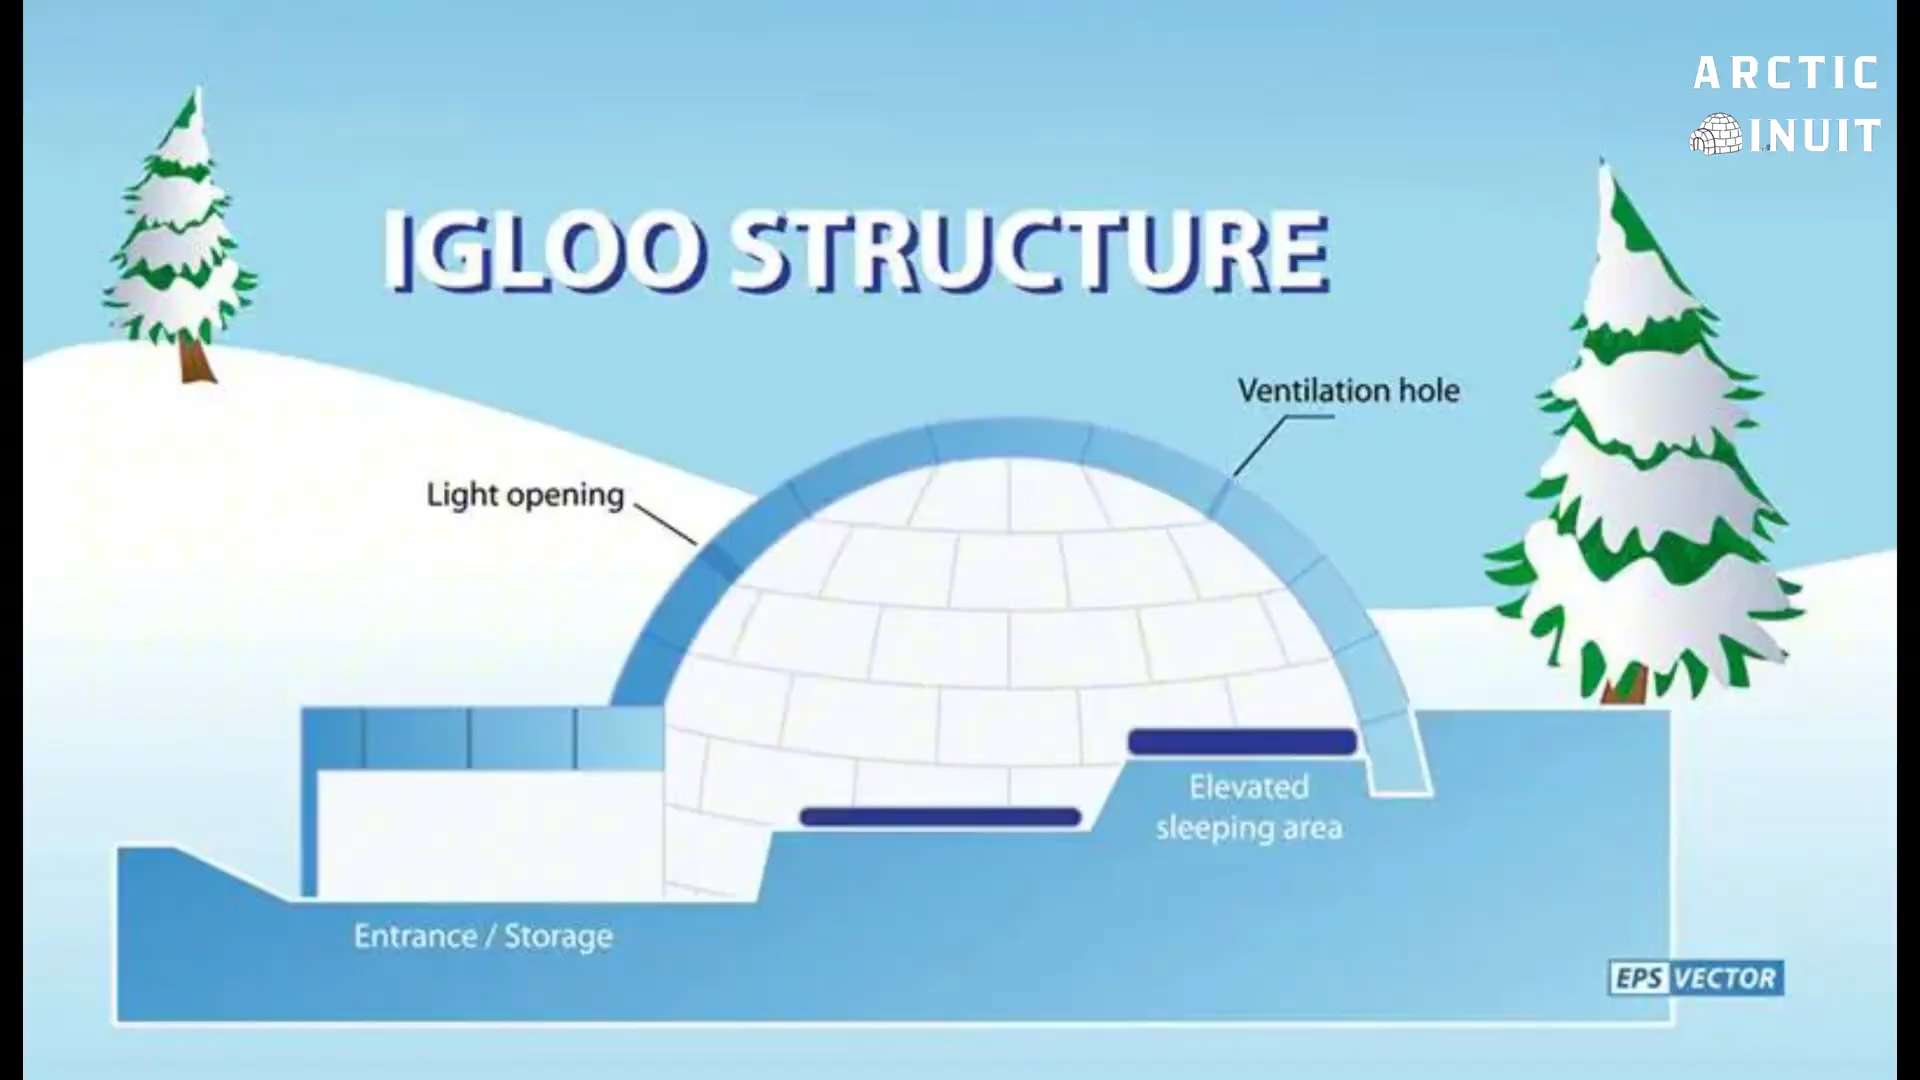 ARCTIC
INUIT
IGLOO STRUCTURE
Ventilation hole
Light opening
Elevated
sleeping area
Entrance / Storage
EPS VECTOR